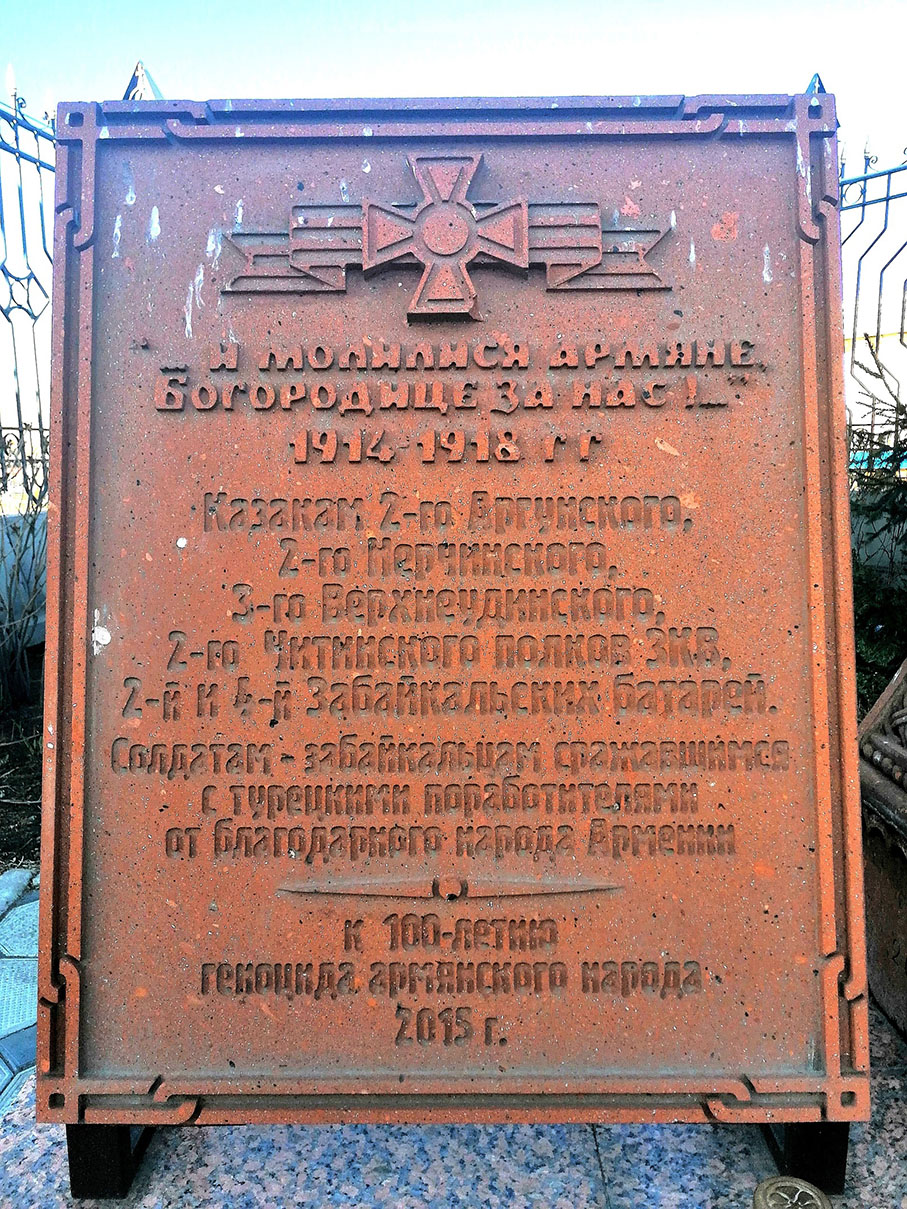 „... И МОЛИЛИСЯ АРМЯНЕ
БОГОРОДИЦЕ ЗА НАС !..."
1914-1918 г г
Казакам 2-го Аргунского,
2-го Нерчинского,
3-го Верхнеудинского,
2-го Читинского полков ЗКВ,
2-й и 4-й Забайкальских батарей.
Солдатам - забайкальцам сражавшимся
с турецкими поработителями
от благодарного народа Армении
к 100-летию
геноцида армянского народа
2015 г.